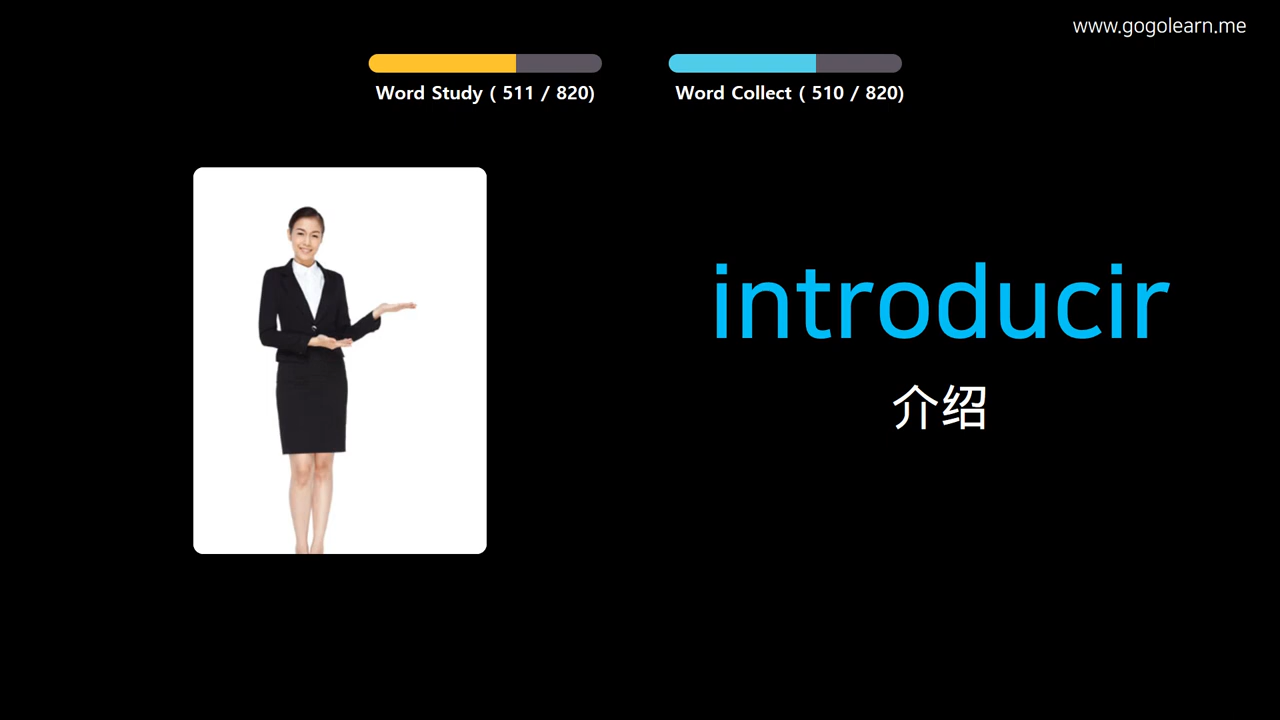 www.gogolearn.me
Word Study ( 511 / 820)
Word Collect ( 510 / 820)
introducir
介绍